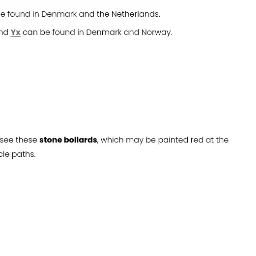 e found in Denmark and the Netherlands.
nd Yx can be found in Denmark and Norway.
see these stone bollards, which may be painted red at the
cle paths.